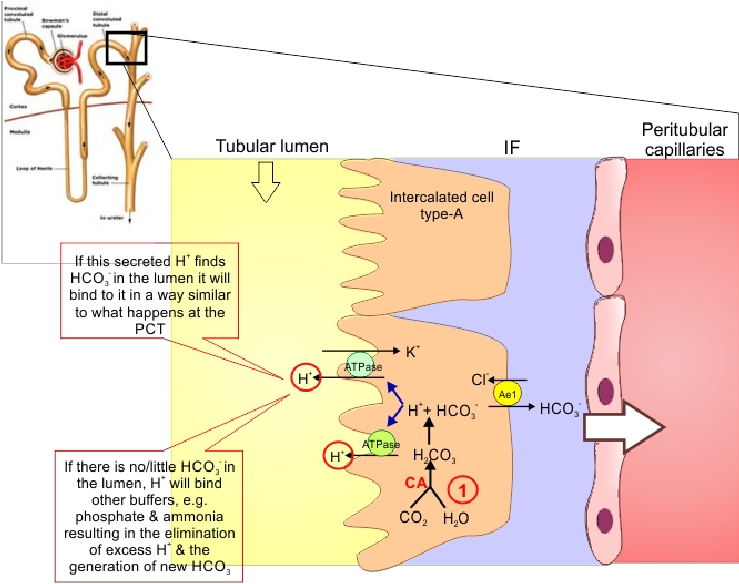 Proximal
convoluted
tubule
Bowman's
capsule
Glomerulus
Distal
convoluted
tubule
Cortex
Medulla
Loop of Henle
Collecting
tubule
to ureter
Tubular lumen
IF
Peritubular
capillaries
Intercalated cell
type-A
If this secreted H⁺ finds
HCO₃⁻ in the lumen it will
bind to it in a way similar
to what happens at the
PCT
K⁺
ATPase
H⁺
Cl⁻
Ae1
H⁺+ HCO₃⁻
HCO₃⁻
ATPase
H⁺
H₂CO₃
CA
1
CO₂
H₂O
If there is no/little HCO₃⁻ in
the lumen, H⁺ will bind
other buffers, e.g.
phosphate & ammonia
resulting in the elimination
of excess H⁺ & the
generation of new HCO₃